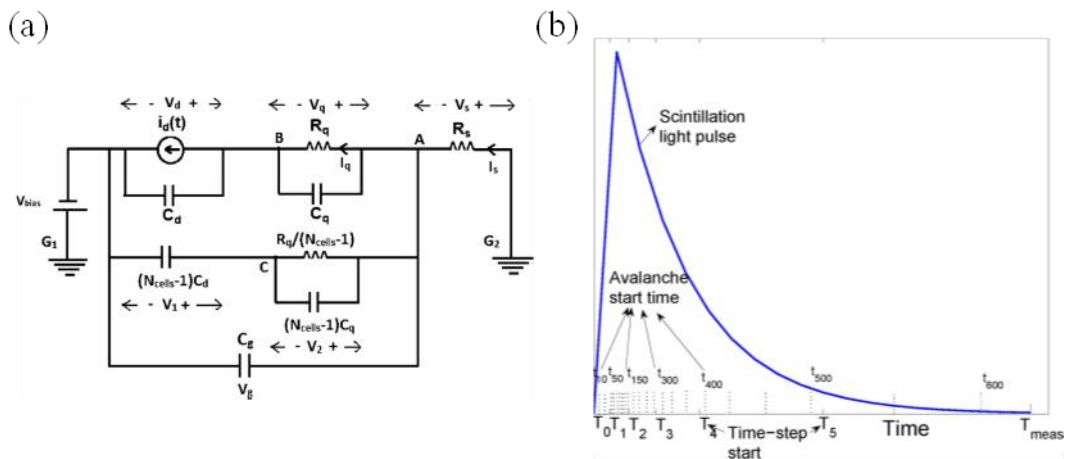 (a)
← - Vd + →
← - Vq + →
← - Vs + →
id(t)
Rq
A
Rs
B
Iq
Is
Vbias
Cd
Cq
G1
Rq/(Ncells-1)
G2
C
(Ncells-1)Cd
← - V1 + →
(Ncells-1)Cq
Cg
← - V2 + →
Vg
(b)
Scintillation
light pulse
Avalanche
start time
t10 t50 t150 t300 t400 t500 t600
T0 T1 T2 T3 T4 Time-step T5 Time Tmeas
start